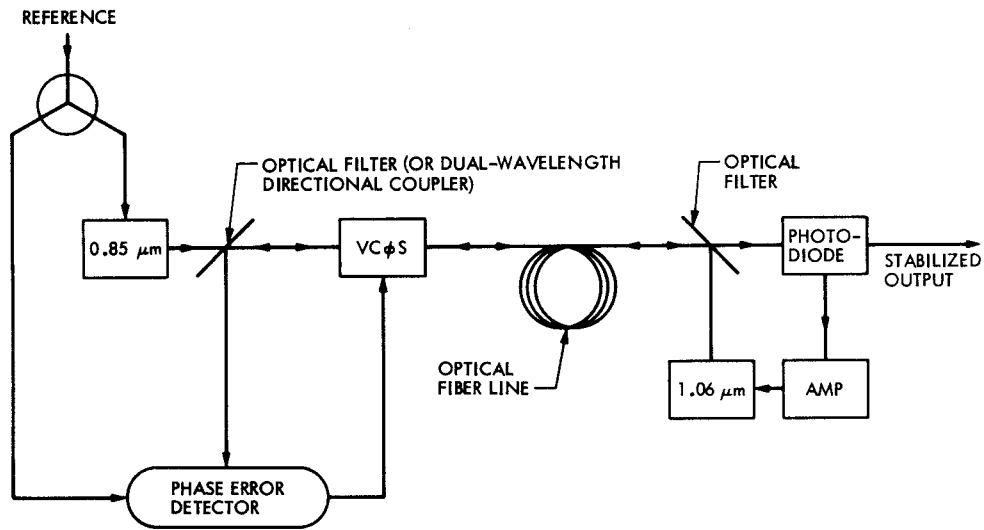 REFERENCE
OPTICAL FILTER (OR DUAL-WAVELENGTH
DIRECTIONAL COUPLER)
OPTICAL
FILTER
0.85 μm
VCϕS
PHOTO-
DIODE
STABILIZED
OUTPUT
OPTICAL
FIBER LINE
1.06 μm
AMP
PHASE ERROR
DETECTOR